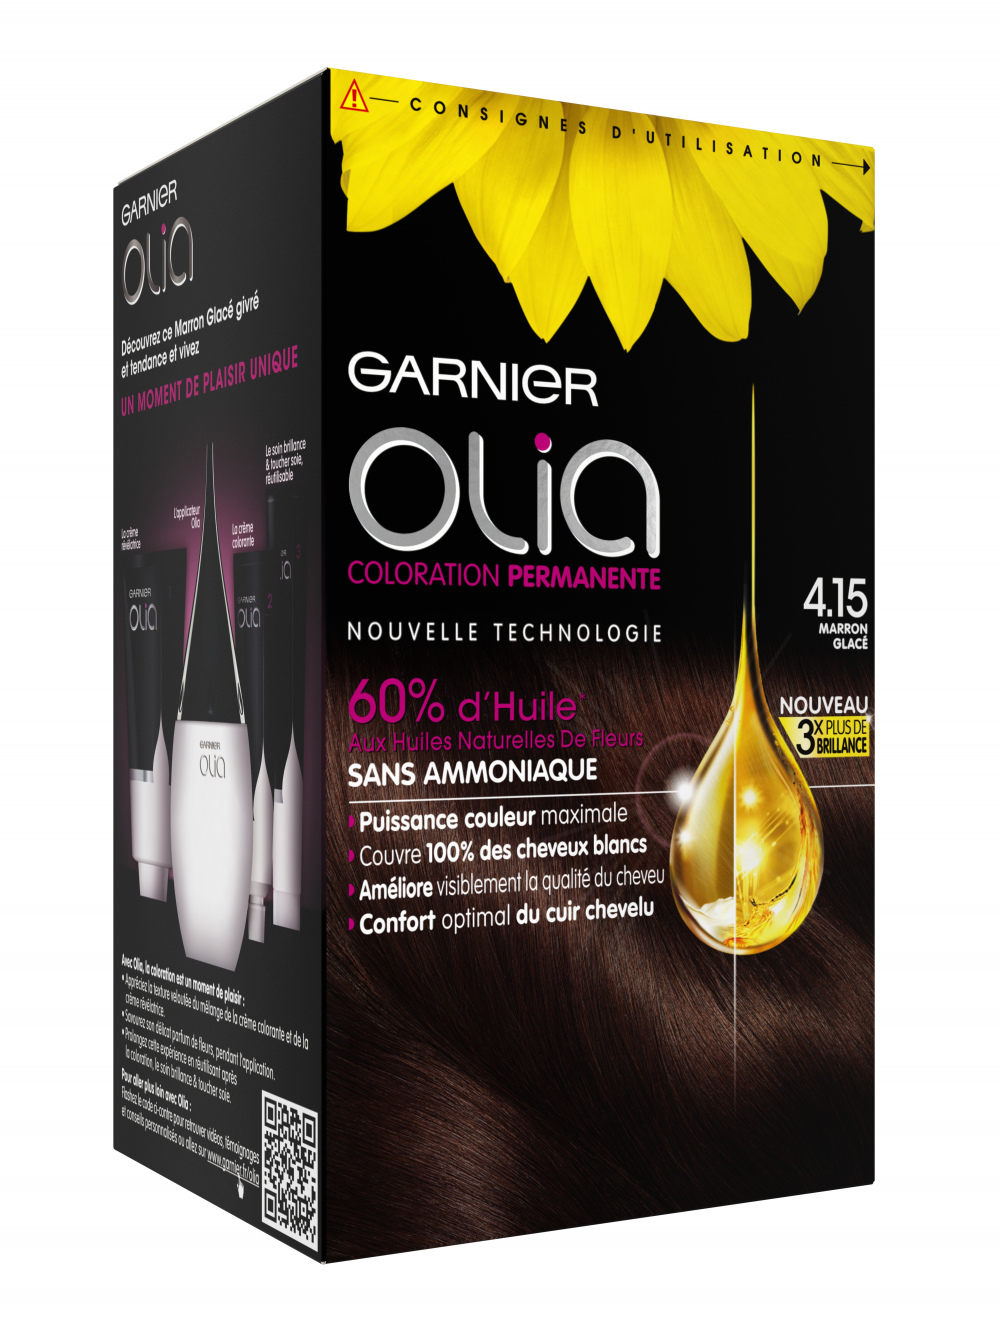 CONSIGNES D'UTILISATION
GARNIER
OLIA
COLORATION PERMANENTE
NOUVELLE TECHNOLOGIE
60% d'Huile*
Aux Huiles Naturelles De Fleurs
SANS AMMONIAQUE
Puissance couleur maximale
Couvre 100% des cheveux blancs
Améliore visiblement la qualité du cheveu
Confort optimal du cuir chevelu
4.15
MARRON
GLACÉ
NOUVEAU
3X PLUS DE
BRILLANCE
GARNIER
OLIA
Découvrez ce Marron Glacé givré
et tendance et vivez
UN MOMENT DE PLAISIR UNIQUE
Le soin brillance
& toucher soie,
réutilisable
L'applicateur
Olia
La crème
révélatrice
La crème
colorante
GARNIER
OLIA
2
OLIA
3
GARNIER
OLIA
Avec Olia, la coloration est un moment de plaisir :
• Appréciez la texture veloutée du mélange de la crème colorante et de la
crème révélatrice.
• Savourez son délicat parfum de fleurs, pendant l'application.
• Prolongez cette expérience en réutilisant après
la coloration, le soin brillance & toucher soie.
Pour aller plus loin avec Olia :
Flashez le code ci-contre pour retrouver vidéos, témoignages
et conseils personnalisés ou allez sur www.garnier.fr/olia